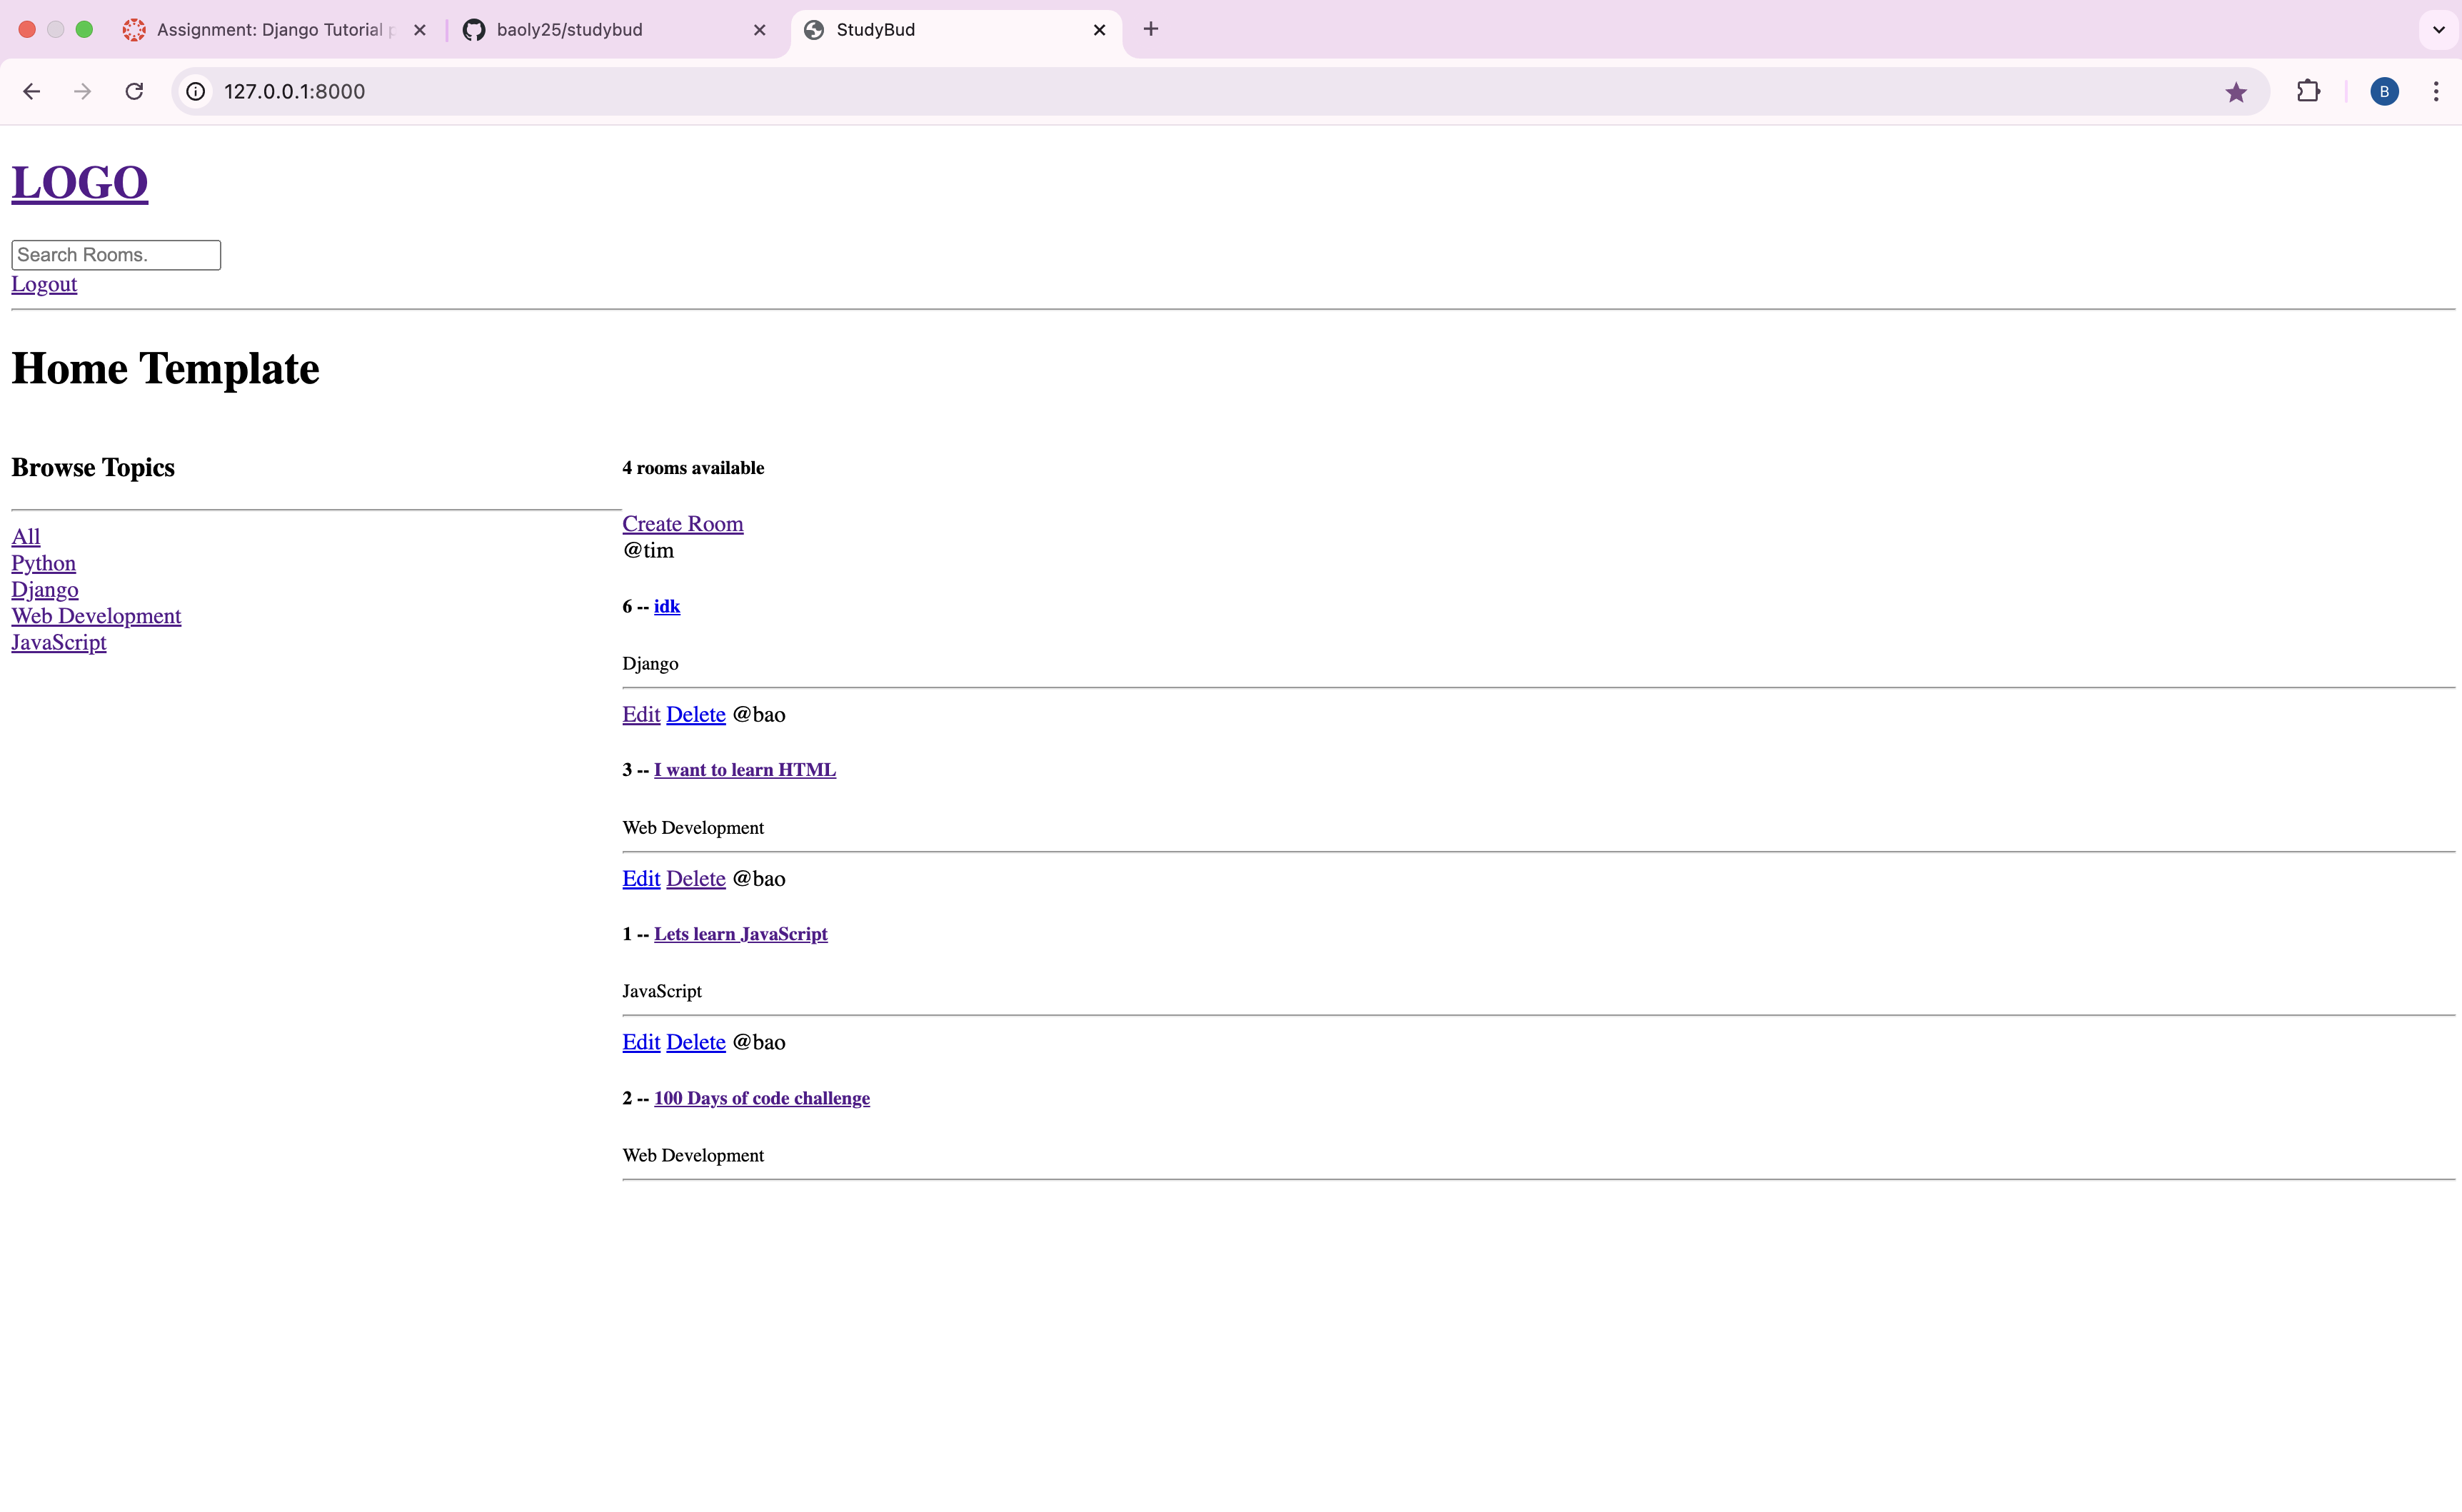 Assignment: Django Tutorial
baoly25/studybud
StudyBud
127.0.0.1:8000
B
LOGO
Search Rooms.
Logout
Home Template
Browse Topics
All
Python
Django
Web Development
JavaScript
4 rooms available
Create Room
@tim
6 -- idk
Django
Edit Delete @bao
3 -- I want to learn HTML
Web Development
Edit Delete @bao
1 -- Lets learn JavaScript
JavaScript
Edit Delete @bao
2 -- 100 Days of code challenge
Web Development